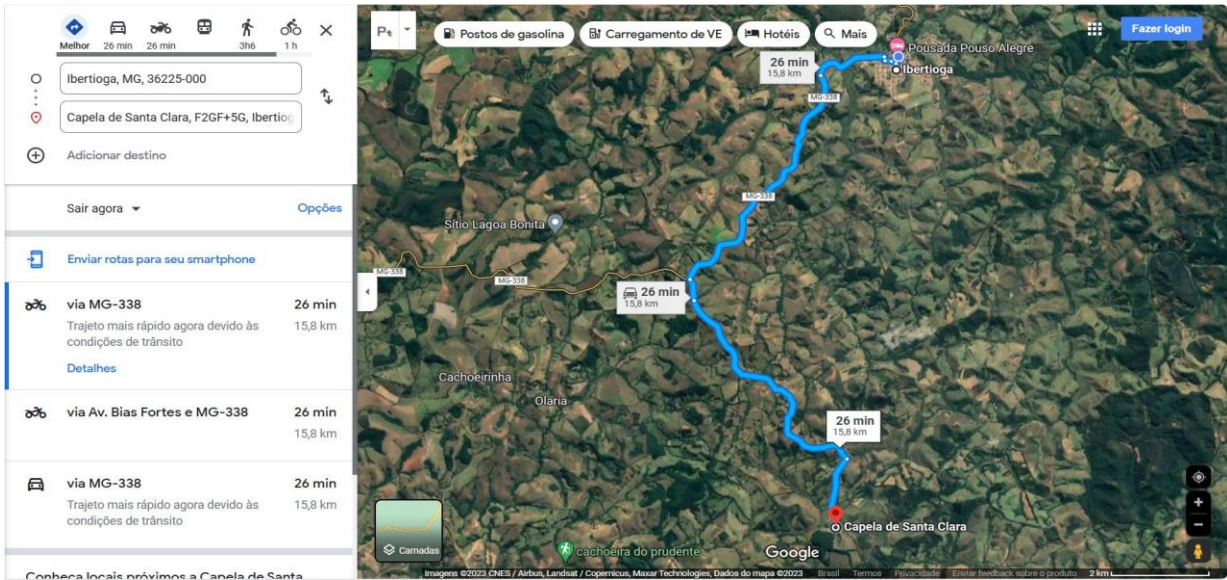 Melhor
26 min
26 min
3h6
1 h
Ibertioga, MG, 36225-000
Capela de Santa Clara, F2GF+5G, Ibertiog
Adicionar destino
Sair agora
Opções
Enviar rotas para seu smartphone
via MG-338
26 min
Trajeto mais rápido agora devido às
15,8 km
condições de trânsito
Detalhes
via Av. Bias Fortes e MG-338
26 min
15,8 km
via MG-338
26 min
Trajeto mais rápido agora devido às
15,8 km
condições de trânsito
Conheça locais próximos a Capela de Santa
Postos de gasolina
Carregamento de VE
Hotéis
Mais
Fazer login
Pousada Pouso Alegre
Ibertioga
26 min
15,8 km
MG-338
MG-338
Sítio Lagoa Bonita
MG-338
MG-338
26 min
15,8 km
Cachoeirinha
Olaria
26 min
15,8 km
Capela de Santa Clara
Camadas
cachoeira do prudente
Google
Imagens ©2023 CNES / Airbus, Landsat / Copernicus, Maxar Technologies, Dados do mapa ©2023 Brasil Termos Privacidade Enviar feedback sobre o produto 2 km